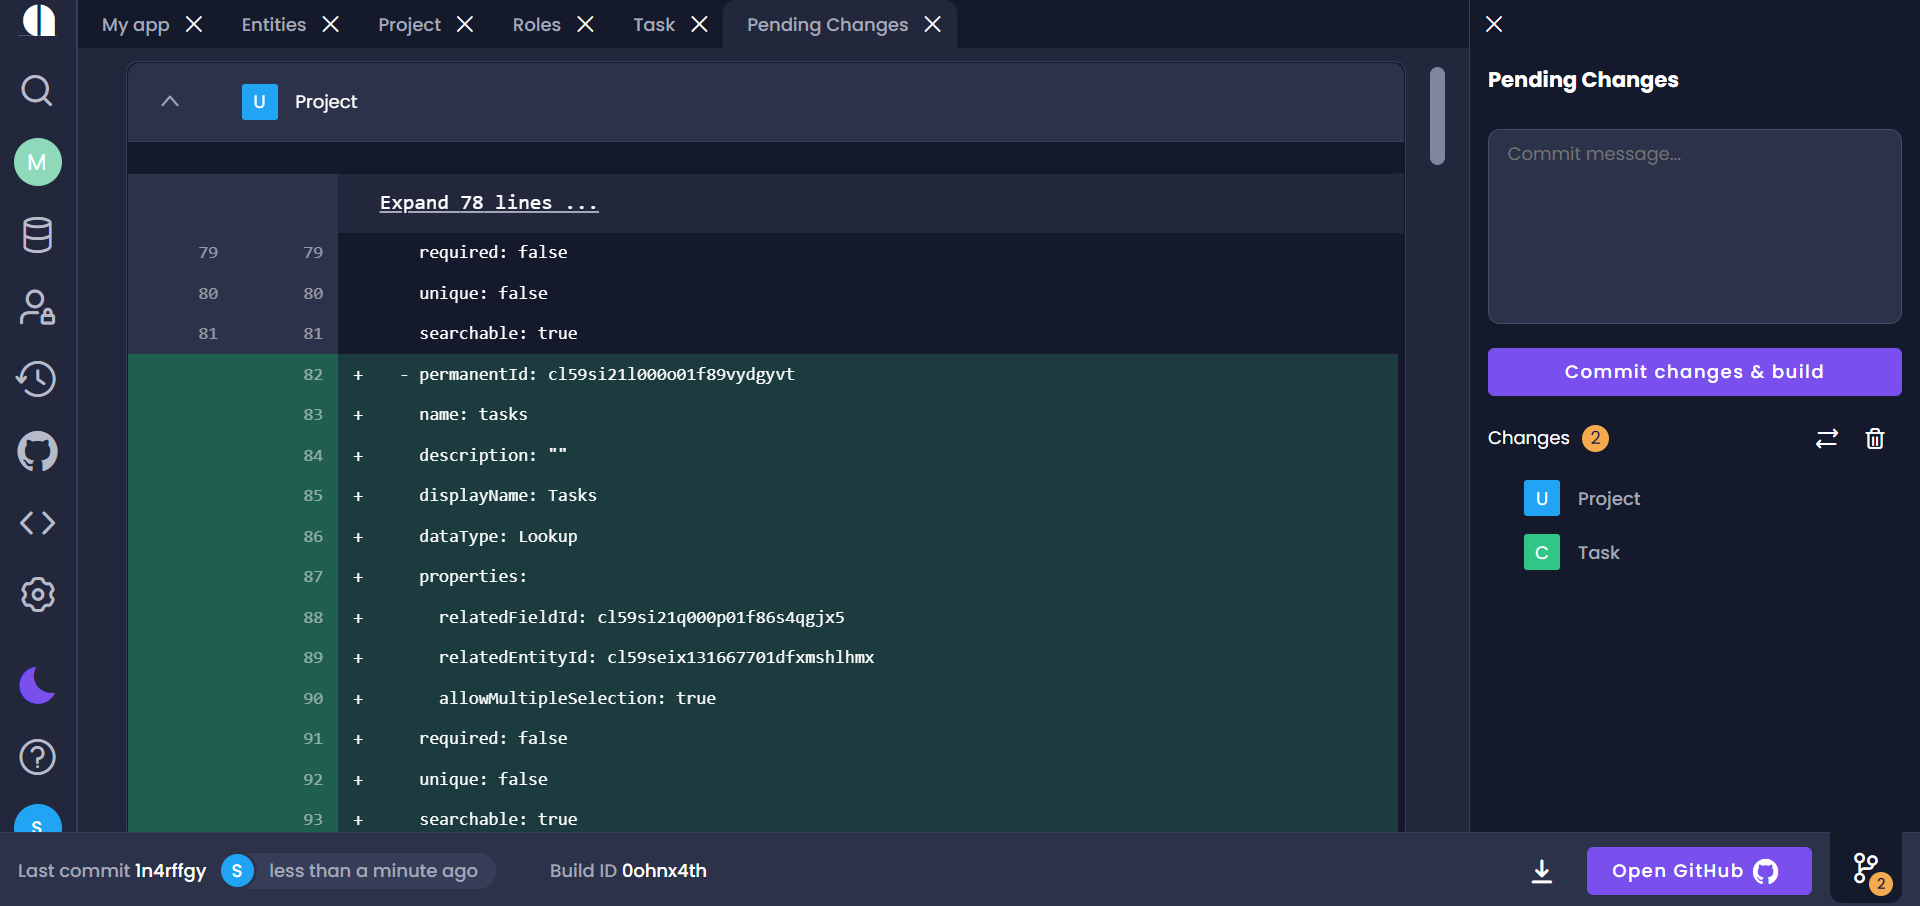 My app
Entities
Project
Roles
Task
Pending Changes
U Project
Expand 78 lines ...
79 79 required: false
80 80 unique: false
81 81 searchable: true
82 + - permanentId: cl59si21l000o01f89vydgyvt
83 + name: tasks
84 + description: ""
85 + displayName: Tasks
86 + dataType: Lookup
87 + properties:
88 + relatedFieldId: cl59si21q000p01f86s4qgjx5
89 + relatedEntityId: cl59seix131667701dfxmshlhmx
90 + allowMultipleSelection: true
91 + required: false
92 + unique: false
93 + searchable: true
M
S
Pending Changes
Commit message...
Commit changes & build
Changes 2
U Project
C Task
Last commit 1n4rffgy S less than a minute ago
Build ID 0ohnx4th
Open GitHub
2